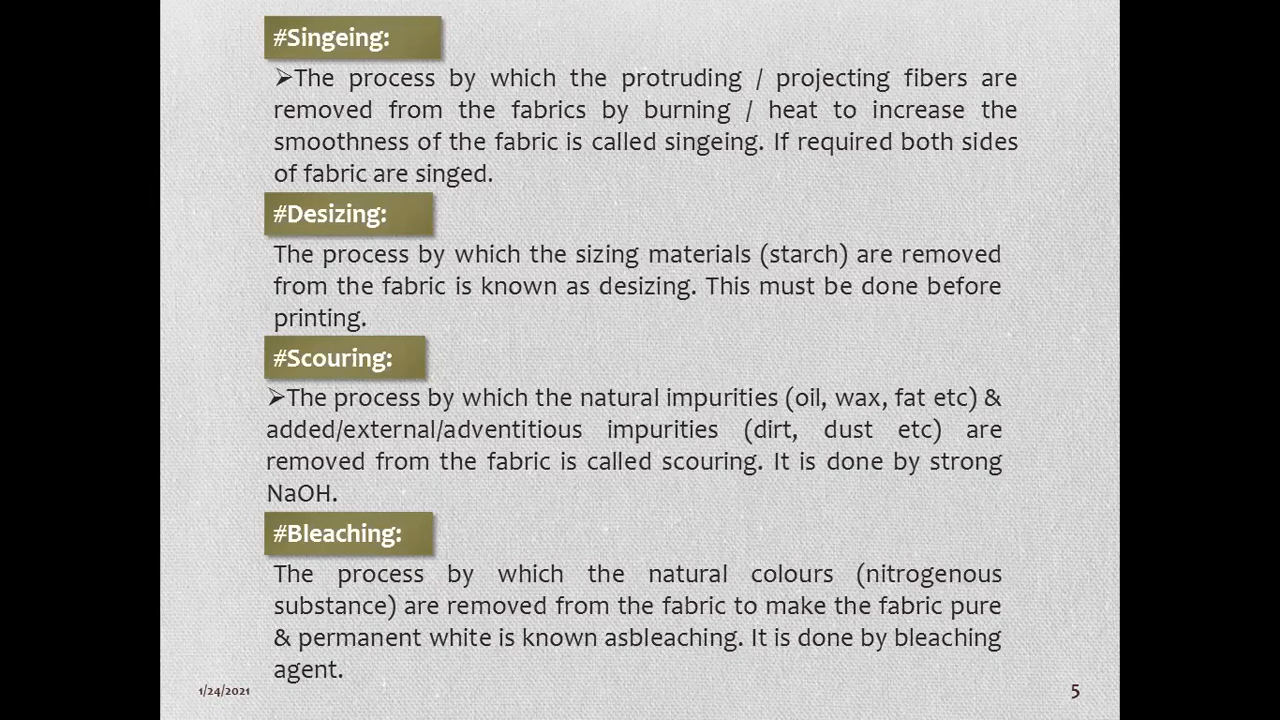 #Singeing:
➢The process by which the protruding / projecting fibers are
removed from the fabrics by burning / heat to increase the
smoothness of the fabric is called singeing. If required both sides
of fabric are singed.
#Desizing:
The process by which the sizing materials (starch) are removed
from the fabric is known as desizing. This must be done before
printing.
#Scouring:
➢The process by which the natural impurities (oil, wax, fat etc) &
added/external/adventitious impurities (dirt, dust etc) are
removed from the fabric is called scouring. It is done by strong
NaOH.
#Bleaching:
The process by which the natural colours (nitrogenous
substance) are removed from the fabric to make the fabric pure
& permanent white is known asbleaching. It is done by bleaching
agent.
1/24/2021
5